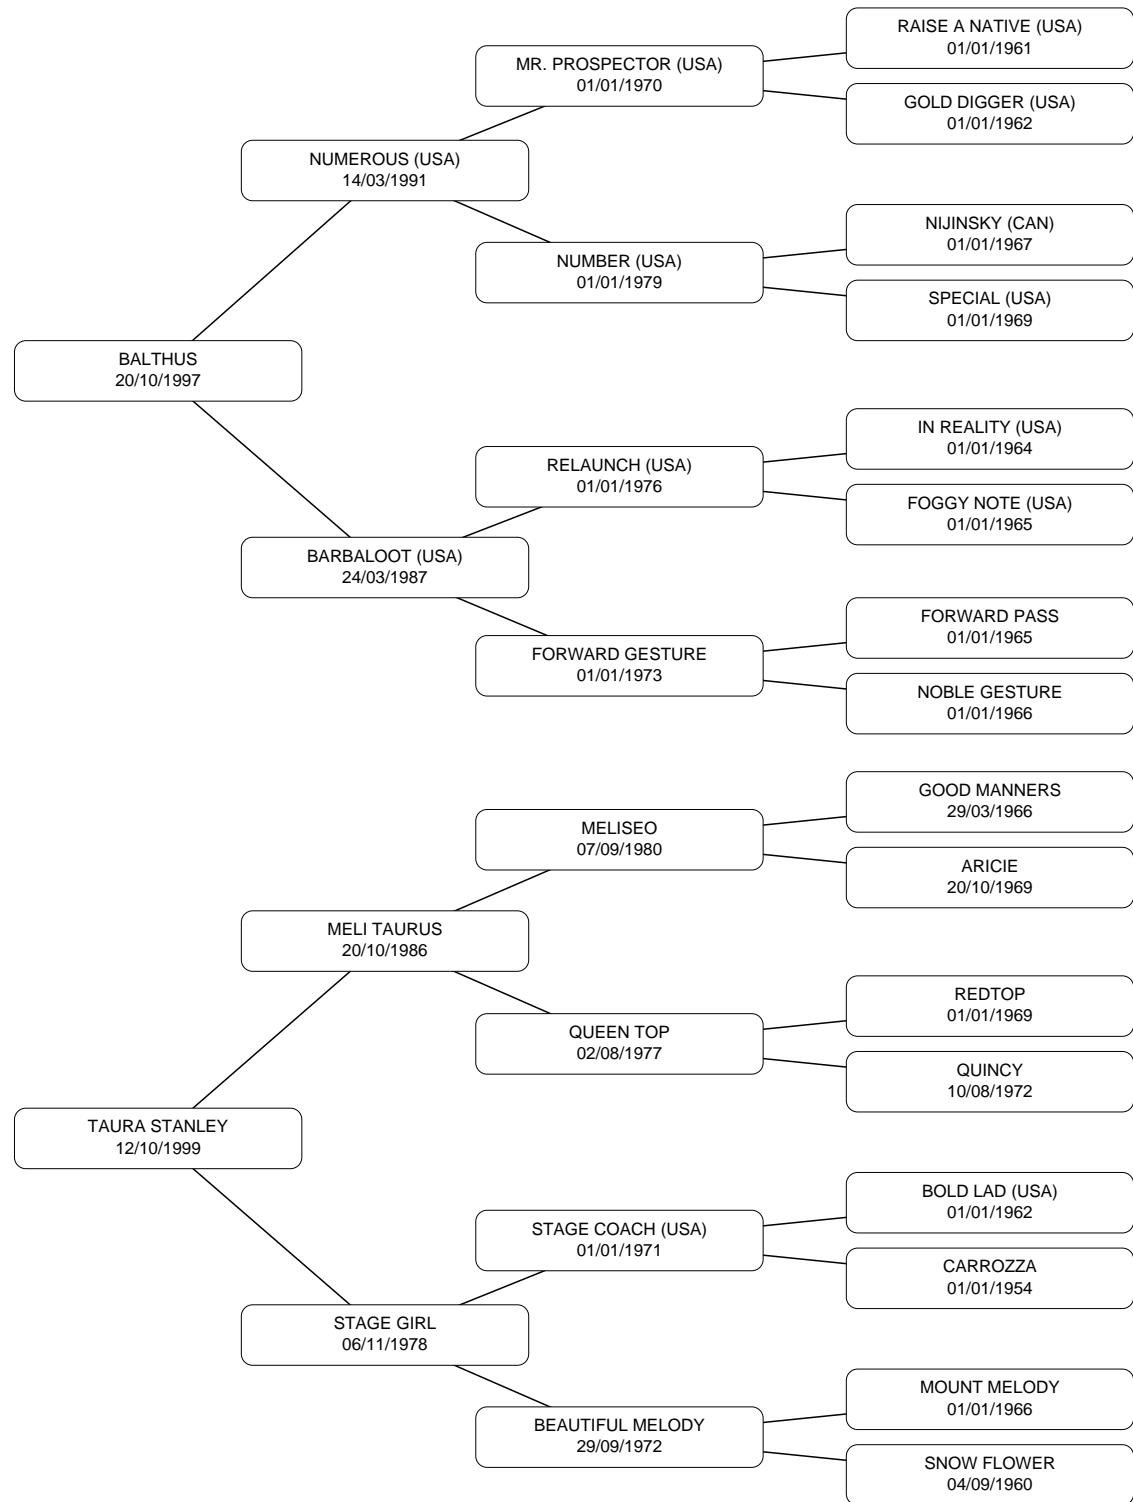 RAISE A NATIVE (USA)
01/01/1961
MR. PROSPECTOR (USA)
01/01/1970
GOLD DIGGER (USA)
01/01/1962
NUMEROUS (USA)
14/03/1991
NIJINSKY (CAN)
01/01/1967
NUMBER (USA)
01/01/1979
SPECIAL (USA)
01/01/1969
BALTHUS
20/10/1997
IN REALITY (USA)
01/01/1964
RELAUNCH (USA)
01/01/1976
FOGGY NOTE (USA)
01/01/1965
BARBALOOT (USA)
24/03/1987
FORWARD PASS
01/01/1965
FORWARD GESTURE
01/01/1973
NOBLE GESTURE
01/01/1966
GOOD MANNERS
29/03/1966
MELISEO
07/09/1980
ARICIE
20/10/1969
MELI TAURUS
20/10/1986
REDTOP
01/01/1969
QUEEN TOP
02/08/1977
QUINCY
10/08/1972
TAURA STANLEY
12/10/1999
BOLD LAD (USA)
01/01/1962
STAGE COACH (USA)
01/01/1971
CARROZZA
01/01/1954
STAGE GIRL
06/11/1978
MOUNT MELODY
01/01/1966
BEAUTIFUL MELODY
29/09/1972
SNOW FLOWER
04/09/1960